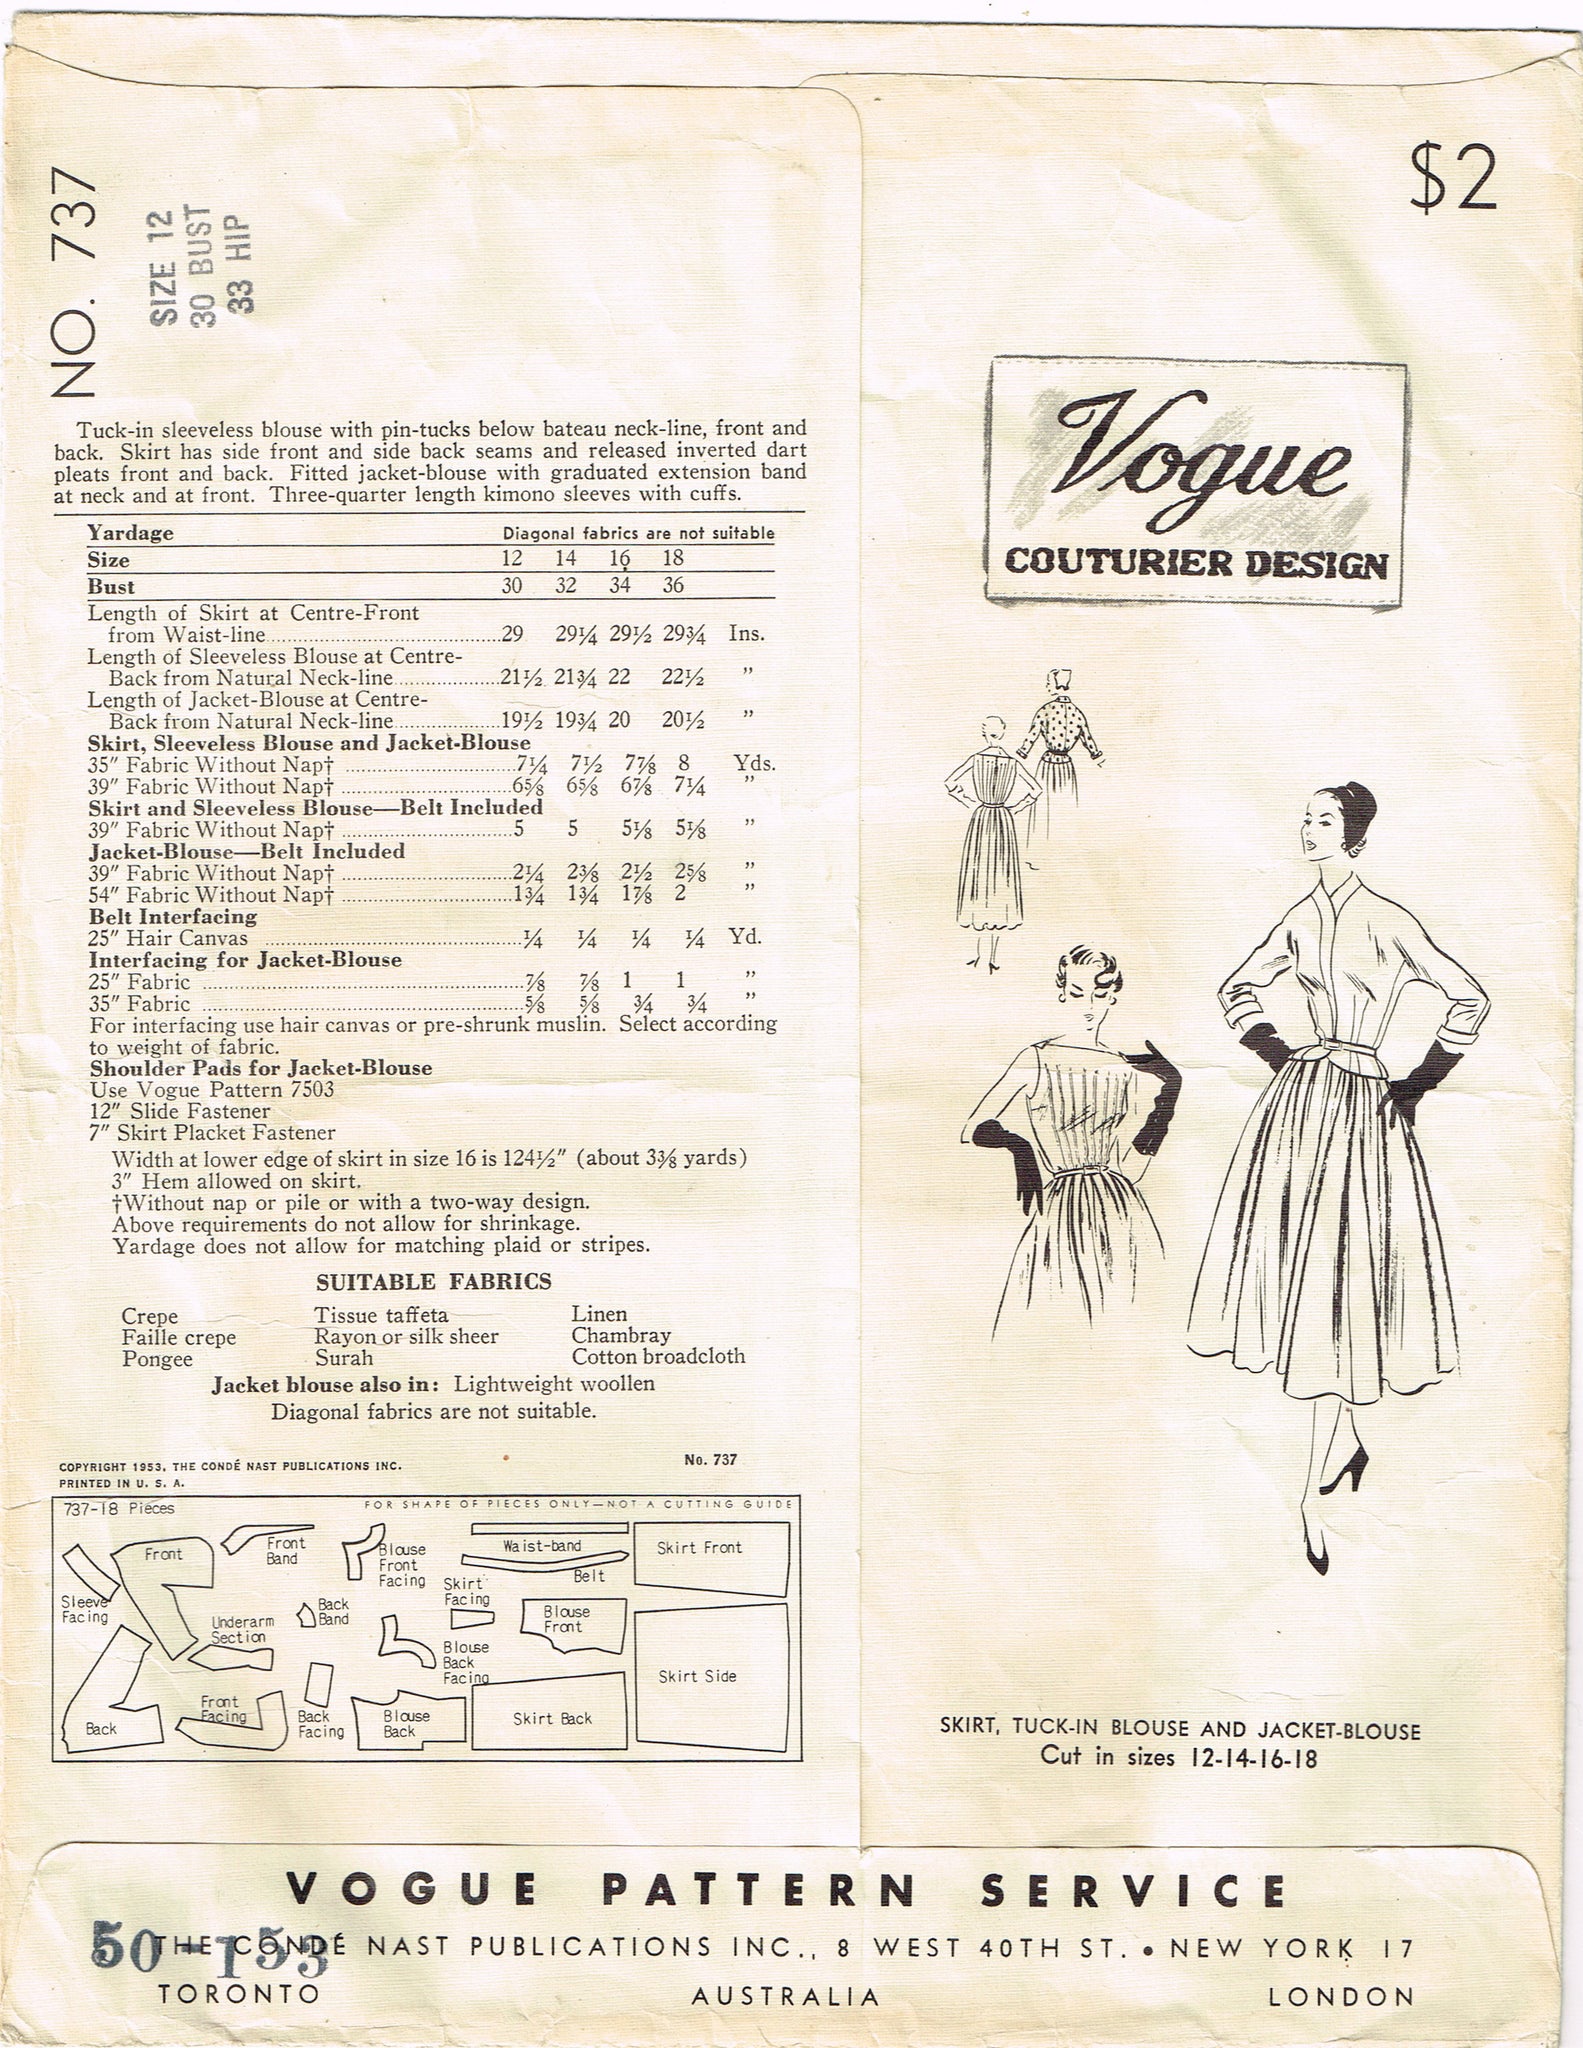 NO. 737
SIZE 12
30 BUST
33 HIP
Tuck-in sleeveless blouse with pin-tucks below bateau neck-line, front and
back. Skirt has side front and side back seams and released inverted dart
pleats front and back. Fitted jacket-blouse with graduated extension band
at neck and at front. Three-quarter length kimono sleeves with cuffs.
Yardage Diagonal fabrics are not suitable
Size 12 14 16 18
Bust 30 32 34 36
Length of Skirt at Centre-Front
from Waist-line 29 29¼ 29½ 29¾ Ins.
Length of Sleeveless Blouse at Centre-
Back from Natural Neck-line 21½ 21¾ 22 22½ "
Length of Jacket-Blouse at Centre-
Back from Natural Neck-line 19½ 19¾ 20 20½ "
Skirt, Sleeveless Blouse and Jacket-Blouse
35" Fabric Without Nap† 7¼ 7½ 7⅞ 8 Yds.
39" Fabric Without Nap† 6⅝ 6⅝ 6⅞ 7¼ "
Skirt and Sleeveless Blouse—Belt Included
39" Fabric Without Nap† 5 5 5⅛ 5⅛ "
Jacket-Blouse—Belt Included
39" Fabric Without Nap† 2¼ 2⅜ 2½ 2⅝ "
54" Fabric Without Nap† 1¾ 1¾ 1⅞ 2 "
Belt Interfacing
25" Hair Canvas ¼ ¼ ¼ ¼ Yd.
Interfacing for Jacket-Blouse
25" Fabric ⅞ ⅞ 1 1 "
35" Fabric ⅝ ⅝ ¾ ¾ "
For interfacing use hair canvas or pre-shrunk muslin. Select according
to weight of fabric.
Shoulder Pads for Jacket-Blouse
Use Vogue Pattern 7503
12" Slide Fastener
7" Skirt Placket Fastener
Width at lower edge of skirt in size 16 is 124½" (about 3⅜ yards)
3" Hem allowed on skirt.
†Without nap or pile or with a two-way design.
Above requirements do not allow for shrinkage.
Yardage does not allow for matching plaid or stripes.
SUITABLE FABRICS
Crepe Tissue taffeta Linen
Faille crepe Rayon or silk sheer Chambray
Pongee Surah Cotton broadcloth
Jacket blouse also in: Lightweight woollen
Diagonal fabrics are not suitable.
COPYRIGHT 1953, THE CONDÉ NAST PUBLICATIONS INC. No. 737
PRINTED IN U. S. A.
737-18 Pieces FOR SHAPE OF PIECES ONLY—NOT A CUTTING GUIDE
Sleeve
Facing
Front
Front
Band
Blouse
Front
Facing
Waist-band
Belt
Skirt Front
Skirt
Facing
Back
Band
Underarm
Section
Blouse
Back
Facing
Blouse
Front
Skirt Side
Back
Front
Facing
Back
Facing
Blouse
Back
Skirt Back
$2
Vogue
COUTURIER DESIGN
SKIRT, TUCK-IN BLOUSE AND JACKET-BLOUSE
Cut in sizes 12-14-16-18
VOGUE PATTERN SERVICE
50-153
THE CONDÉ NAST PUBLICATIONS INC., 8 WEST 40TH ST. • NEW YORK 17
TORONTO AUSTRALIA LONDON